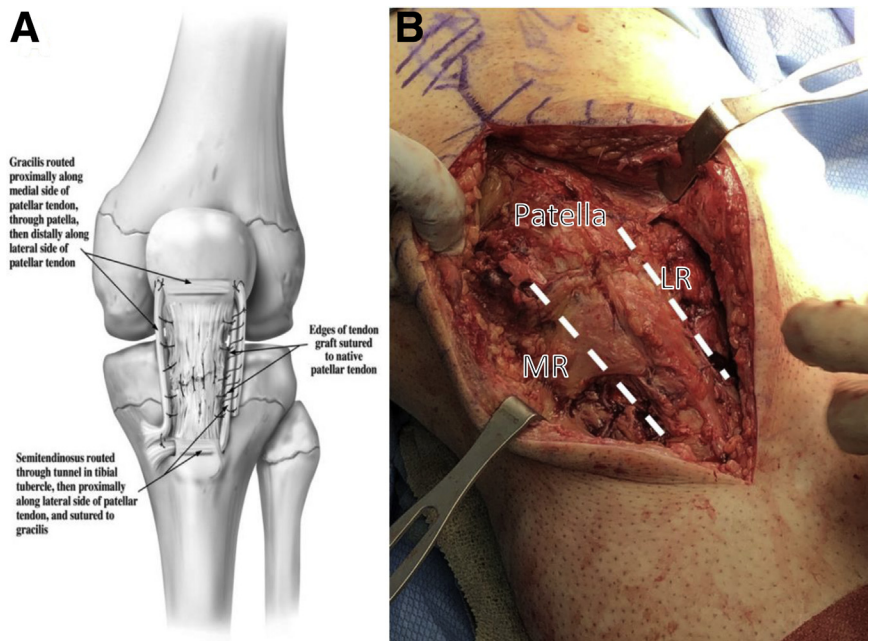 A
Gracilis routed
proximally along
medial side of
patellar tendon,
through patella,
then distally along
lateral side of
patellar tendon
Edges of tendon
graft sutured
to native
patellar tendon
Semitendinosus routed
through tunnel in tibial
tubercle, then proximally
along lateral side of patellar
tendon, and sutured to
gracilis
B
Patella
LR
MR